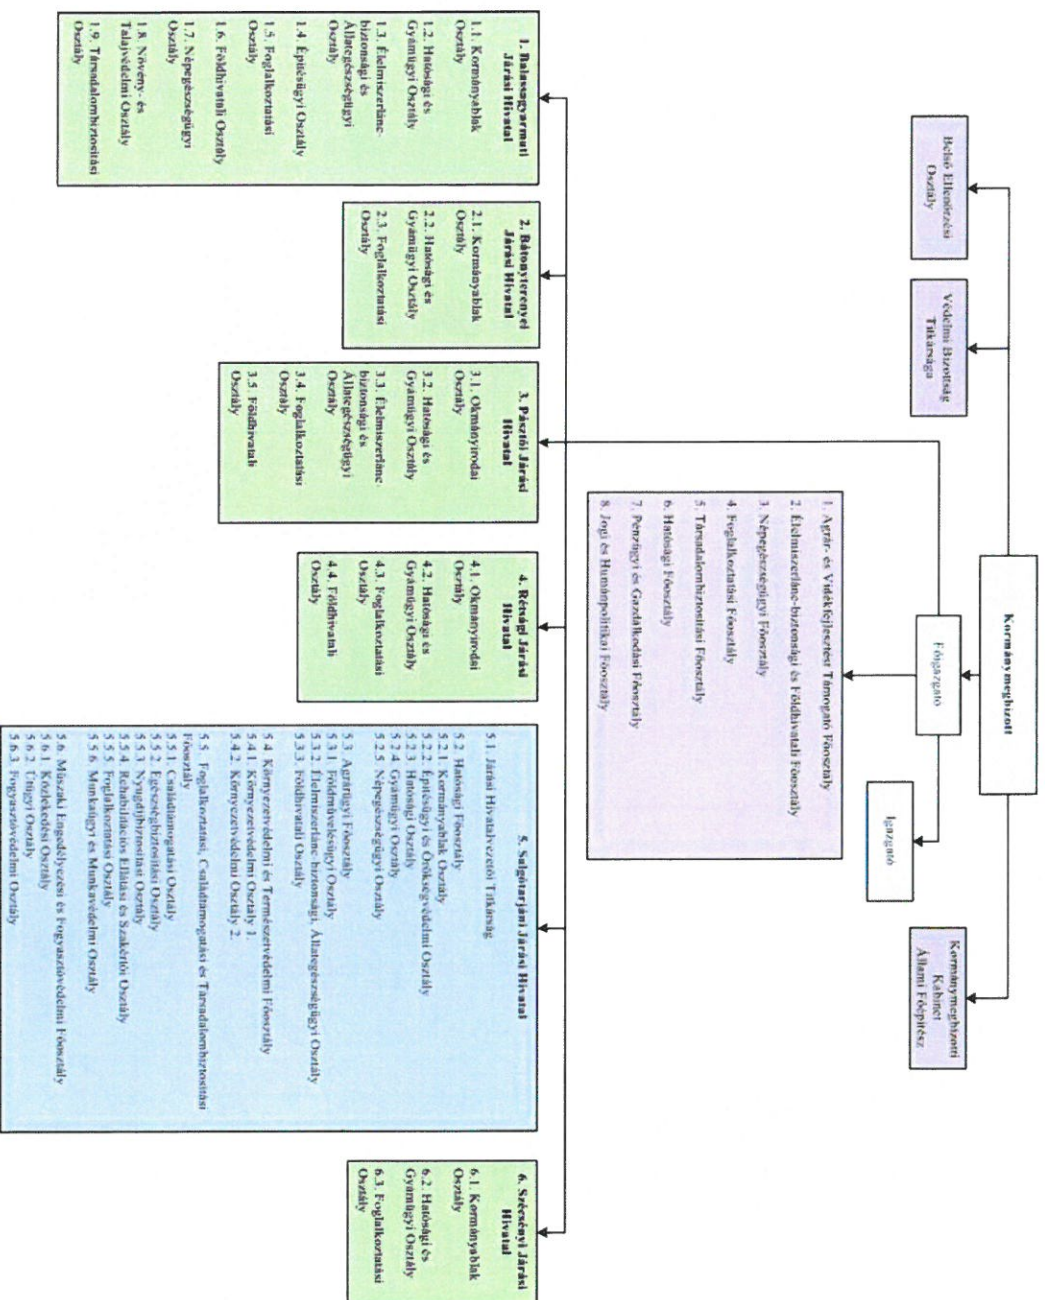 Kormánymegbízott
Belső Ellenőrzési
Osztály
Védelmi Bizottság
Titkársága
Főigazgató
Igazgató
Kormánymegbízotti
Kabinet
Állami Főépítész
1. Agrár- és Vidékfejlesztést Támogató Főosztály
2. Élelmiszerlánc-biztonsági és Földhivatali Főosztály
3. Népegészségügyi Főosztály
4. Foglalkoztatási Főosztály
5. Társadalombiztosítási Főosztály
6. Hatósági Főosztály
7. Pénzügyi és Gazdálkodási Főosztály
8. Jogi és Humánpolitikai Főosztály
1. Balassagyarmati
Járási Hivatal
1.1. Kormányablak
Osztály
1.2. Hatósági és
Gyámügyi Osztály
1.3. Élelmiszerlánc-
biztonsági és
Állategészségügyi
Osztály
1.4. Építésügyi Osztály
1.5. Foglalkoztatási
Osztály
1.6. Földhivatali Osztály
1.7. Népegészségügyi
Osztály
1.8. Növény- és
Talajvédelmi Osztály
1.9. Társadalombiztosítási
Osztály
2. Bátonyterenyei
Járási Hivatal
2.1. Kormányablak
Osztály
2.2. Hatósági és
Gyámügyi Osztály
2.3. Foglalkoztatási
Osztály
3. Pásztói Járási
Hivatal
3.1. Okmányirodai
Osztály
3.2. Hatósági és
Gyámügyi Osztály
3.3. Élelmiszerlánc-
biztonsági és
Állategészségügyi
Osztály
3.4. Foglalkoztatási
Osztály
3.5. Földhivatali
Osztály
4. Rétsági Járási
Hivatal
4.1. Okmányirodai
Osztály
4.2. Hatósági és
Gyámügyi Osztály
4.3. Foglalkoztatási
Osztály
4.4. Földhivatali
Osztály
5. Salgótarjáni Járási Hivatal
5.1. Járási Hivatalvezetői Titkárság
5.2. Hatósági Főosztály
5.2.1. Kormányablak Osztály
5.2.2. Építésügyi és Örökségvédelmi Osztály
5.2.3. Hatósági Osztály
5.2.4. Gyámügyi Osztály
5.2.5. Népegészségügyi Osztály
5.3. Agrárügyi Főosztály
5.3.1. Földművelésügyi Osztály
5.3.2. Élelmiszerlánc-biztonsági, Állategészségügyi Osztály
5.3.3. Földhivatali Osztály
5.4. Környezetvédelmi és Természetvédelmi Főosztály
5.4.1. Környezetvédelmi Osztály 1.
5.4.2. Környezetvédelmi Osztály 2.
5.5. Foglalkoztatási, Családtámogatási és Társadalombiztosítási
Főosztály
5.5.1. Családtámogatási Osztály
5.5.2. Egészségbiztosítási Osztály
5.5.3. Nyugdíjbiztosítási Osztály
5.5.4. Rehabilitációs Ellátási és Szakértői Osztály
5.5.5. Foglalkoztatási Osztály
5.5.6. Munkaügyi és Munkavédelmi Osztály
5.6. Műszaki Engedélyezési és Fogyasztóvédelmi Főosztály
5.6.1. Közlekedési Osztály
5.6.2. Útügyi Osztály
5.6.3. Fogyasztóvédelmi Osztály
6. Szécsényi Járási
Hivatal
6.1. Kormányablak
Osztály
6.2. Hatósági és
Gyámügyi Osztály
6.3. Foglalkoztatási
Osztály